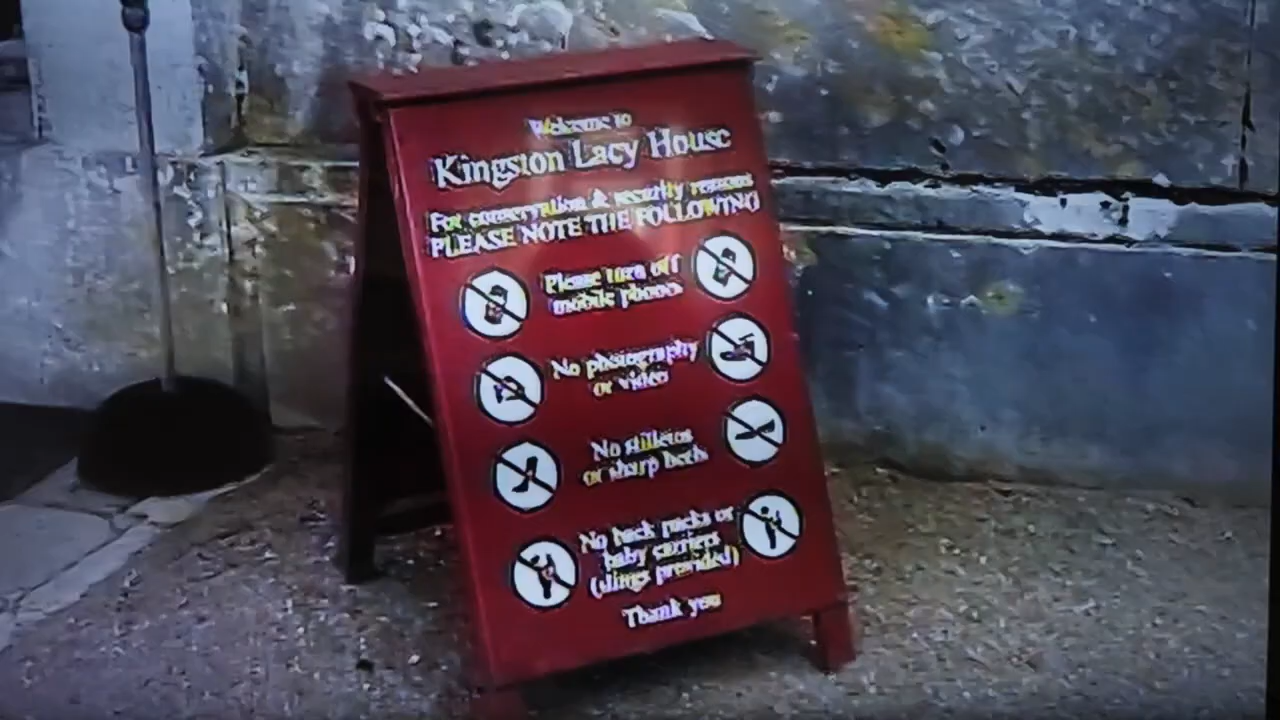 Welcome to
Kingston Lacy House
For conservation & security reasons
PLEASE NOTE THE FOLLOWING
Please turn off
mobile phones
No photography
or video
No stilletos
or sharp heels
No back packs or
baby carriers
(slings provided)
Thank you